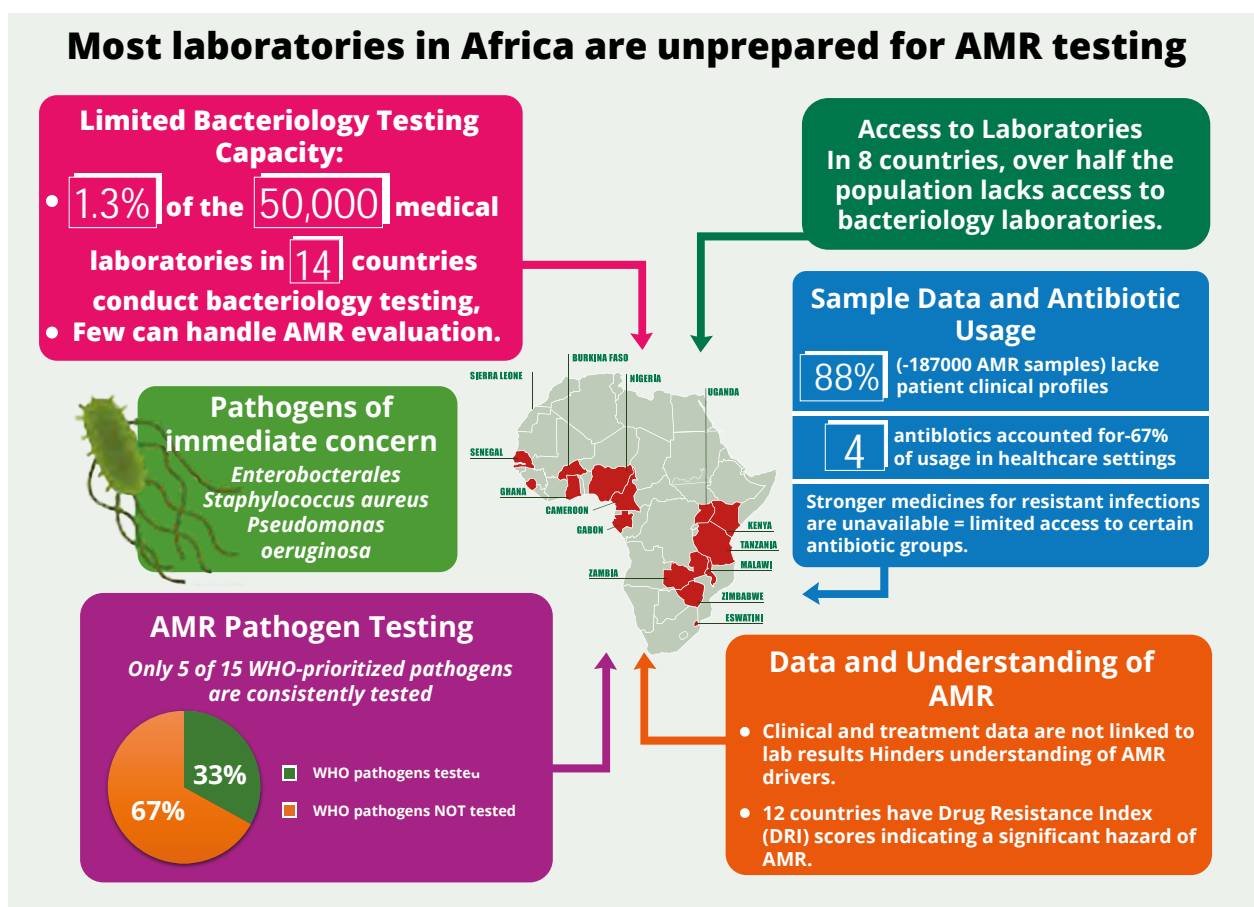 Most laboratories in Africa are unprepared for AMR testing
Limited Bacteriology Testing
Capacity:
• 1.3% of the 50,000 medical
laboratories in 14 countries
conduct bacteriology testing,
• Few can handle AMR evaluation.
Access to Laboratories
In 8 countries, over half the
population lacks access to
bacteriology laboratories.
Sample Data and Antibiotic
Usage
88% (-187000 AMR samples) lacke
patient clinical profiles
4 antiblotics accounted for-67%
of usage in healthcare settings
Stronger medicines for resistant infections
are unavailable = limited access to certain
antibiotic groups.
Pathogens of
immediate concern
Enterobocterales
Staphylococcus aureus
Pseudomonas
oeruginosa
BURKINA FASO
SIERRA LEONE
NIGERIA
UGANDA
SENEGAL
GHANA
CAMEROON
GABON
KENYA
TANZANIA
MALAWI
ZAMBIA
ZIMBABWE
ESWATINI
AMR Pathogen Testing
Only 5 of 15 WHO-prioritized pathogens
are consistently tested
33%
67%
WHO pathogens tested
WHO pathogens NOT tested
Data and Understanding of
AMR
• Clinical and treatment data are not linked to
lab results Hinders understanding of AMR
drivers.
• 12 countries have Drug Resistance Index
(DRI) scores indicating a significant hazard of
AMR.